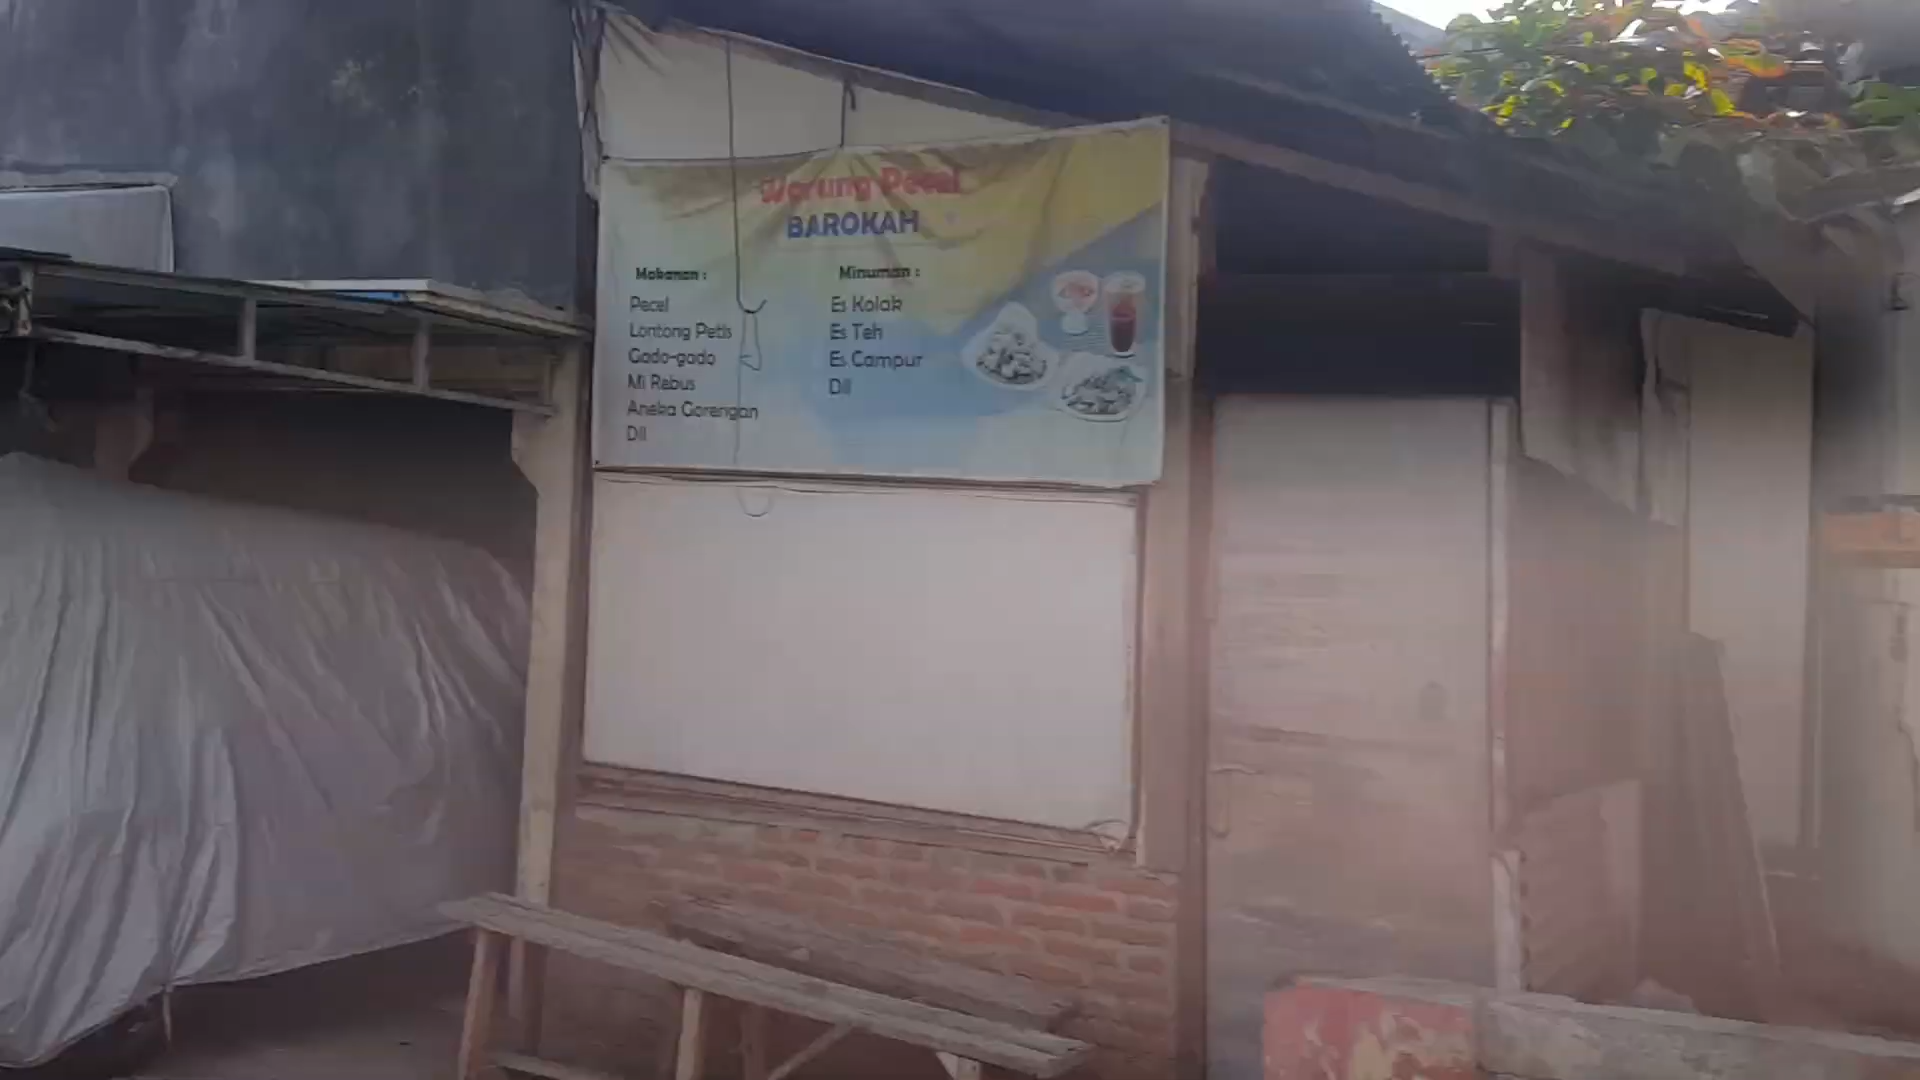 Warung Pecel
BAROKAH
Makanan :
Pecel
Lontong Petis
Gado-gado
Mi Rebus
Aneka Gorengan
Dll
Minuman :
Es Kolak
Es Teh
Es Campur
Dll